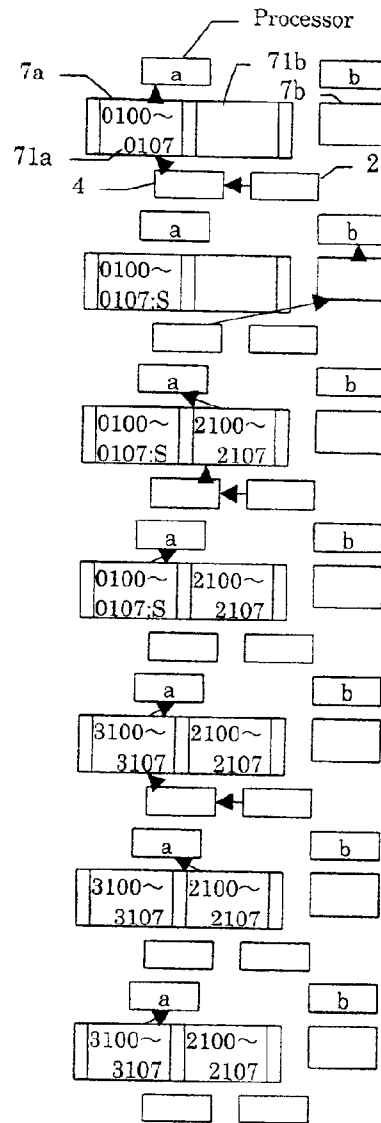 Processor
7a
a
71b
b
7b
0100~
0107
71a
4
2
a
b
0100~
0107;S
a
b
0100~
0107;S
2100~
2107
a
b
0100~
0107;S
2100~
2107
a
b
3100~
3107
2100~
2107
a
b
3100~
3107
2100~
2107
a
b
3100~
3107
2100~
2107